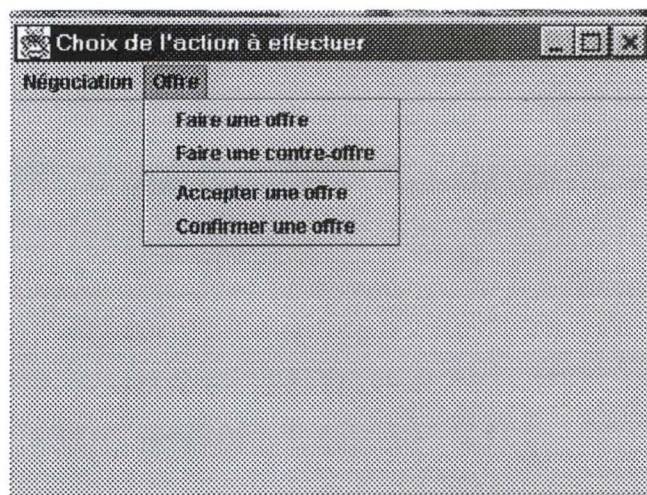 Choix de l'action à effectuer
Négociation Offre
Faire une offre
Faire une contre-offre
Accepter une offre
Confirmer une offre